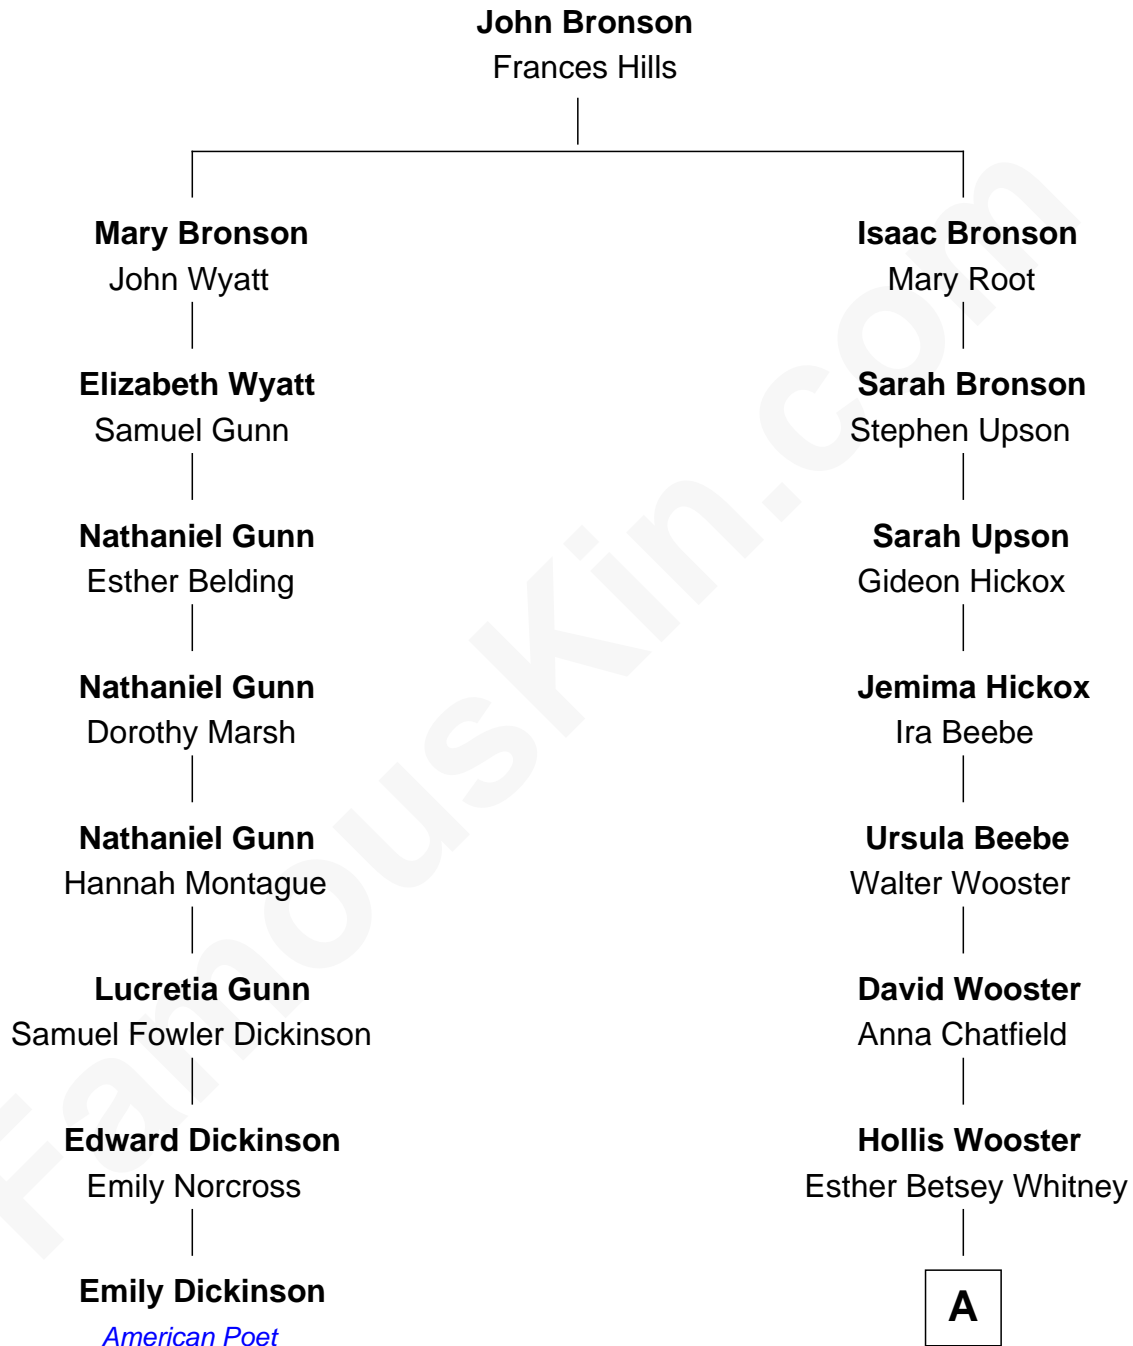 John Bronson
Frances Hills
Mary Bronson
John Wyatt
Isaac Bronson
Mary Root
Elizabeth Wyatt
Samuel Gunn
Sarah Bronson
Stephen Upson
Nathaniel Gunn
Esther Belding
Sarah Upson
Gideon Hickox
Nathaniel Gunn
Dorothy Marsh
Jemima Hickox
Ira Beebe
Nathaniel Gunn
Hannah Montague
Ursula Beebe
Walter Wooster
Lucretia Gunn
Samuel Fowler Dickinson
David Wooster
Anna Chatfield
Edward Dickinson
Emily Norcross
Hollis Wooster
Esther Betsey Whitney
Emily Dickinson
American Poet
A
FamousKin.com